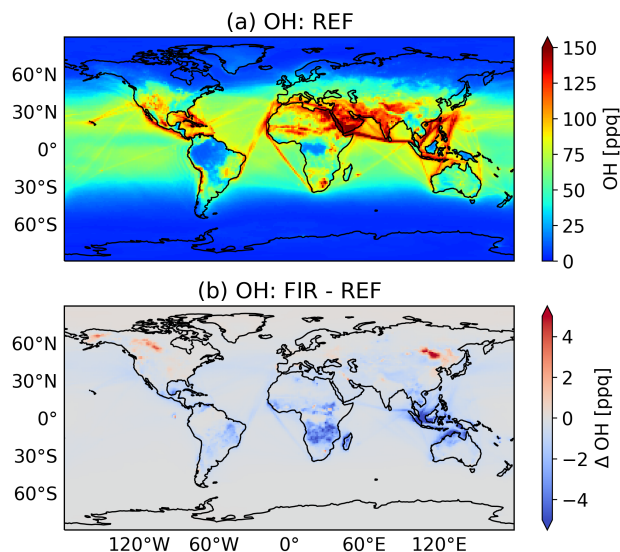 (a) OH: REF
60°N
30°N
0°
30°S
60°S
150
125
100
75
50
25
0
OH [ppq]
(b) OH: FIR - REF
60°N
30°N
0°
30°S
60°S
120°W
60°W
0°
60°E
120°E
4
2
0
−2
−4
Δ OH [ppq]